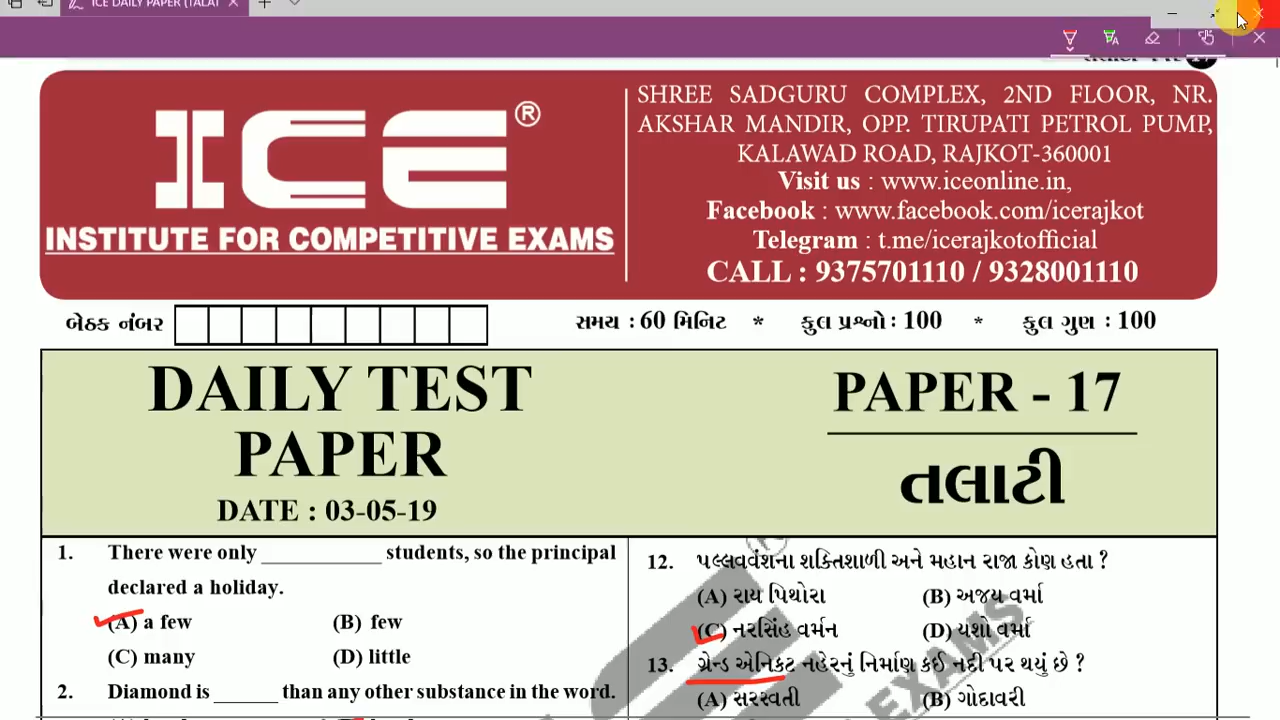 ICE DAILY PAPER (TALAT
ICE®
INSTITUTE FOR COMPETITIVE EXAMS
SHREE SADGURU COMPLEX, 2ND FLOOR, NR.
AKSHAR MANDIR, OPP. TIRUPATI PETROL PUMP,
KALAWAD ROAD, RAJKOT-360001
Visit us : www.iceonline.in,
Facebook : www.facebook.com/icerajkot
Telegram : t.me/icerajkotofficial
CALL : 9375701110 / 9328001110
બેઠક નંબર
સમય : 60 મિનિટ * કુલ પ્રશ્નો : 100 * કુલ ગુણ : 100
DAILY TEST
PAPER
DATE : 03-05-19
PAPER - 17
તલાટી
1. There were only __________ students, so the principal
declared a holiday.
(A) a few (B) few
(C) many (D) little
2. Diamond is ______ than any other substance in the word.
12. પલ્લવવંશના શક્તિશાળી અને મહાન રાજા કોણ હતા ?
(A) રાય પિથોરા (B) અજય વર્મા
(C) નરસિંહ વર્મન (D) યશો વર્મા
13. ગ્રેન્ડ એનિકટ નહેરનું નિર્માણ કઈ નદી પર થયું છે ?
(A) સરસ્વતી (B) ગોદાવરી
EXAMS